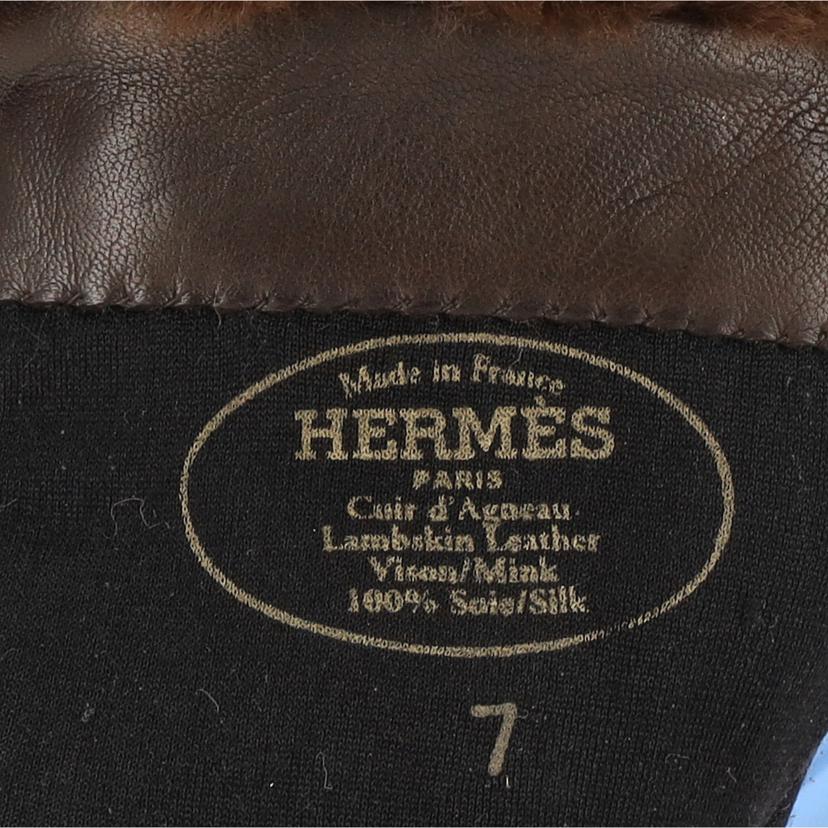 Made in France
HERMÈS
PARIS
Cuir d'Agneau
Lambskin Leather
Vison/Mink
100% Soie/Silk
7